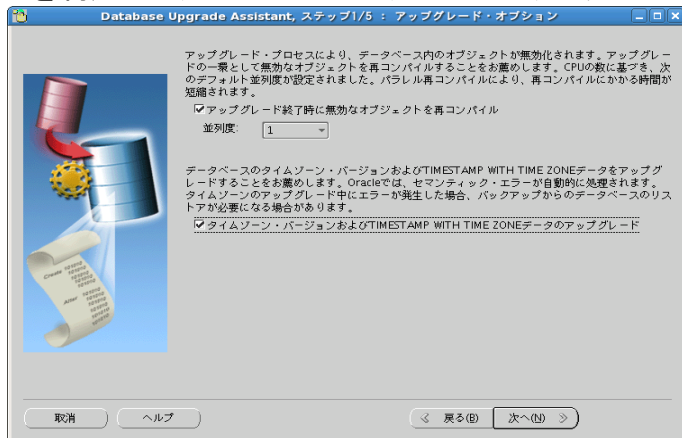 Database Upgrade Assistant, ステップ1/5 : アップグレード・オプション
アップグレード・プロセスにより、データベース内のオブジェクトが無効化されます。アップグレー
ドの一環として無効なオブジェクトを再コンパイルすることをお薦めします。CPUの数に基づき、次
のデフォルト並列度が設定されました。パラレル再コンパイルにより、再コンパイルにかかる時間が
短縮されます。
アップグレード終了時に無効なオブジェクトを再コンパイル
並列度: 1
データベースのタイムゾーン・バージョンおよびTIMESTAMP WITH TIME ZONEデータをアップグ
レードすることをお薦めします。Oracleでは、セマンティック・エラーが自動的に処理されます。
タイムゾーンのアップグレード中にエラーが発生した場合、バックアップからのデータベースのリス
トアが必要になる場合があります。
タイムゾーン・バージョンおよびTIMESTAMP WITH TIME ZONEデータのアップグレード
Create
101010
Alter
101010
取消 ヘルプ 戻る(B) 次へ(N)